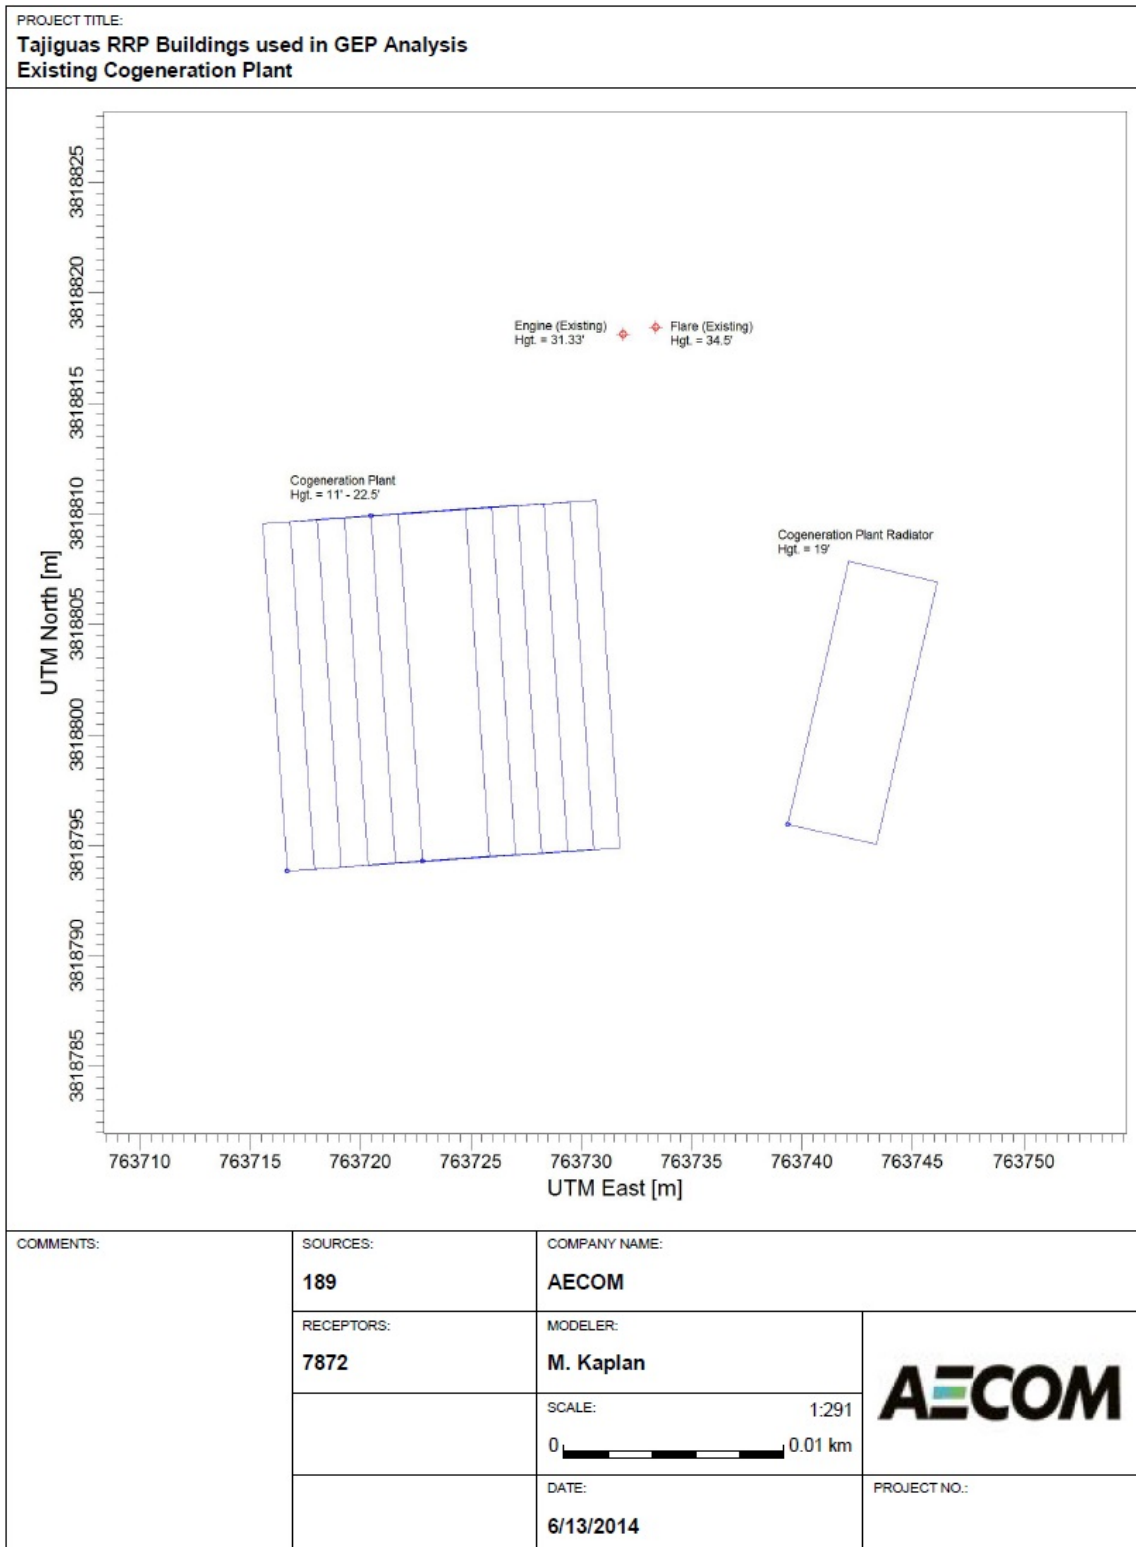 PROJECT TITLE:
Tajiguas RRP Buildings used in GEP Analysis
Existing Cogeneration Plant
3818825
3818820
3818815
3818810
3818805
3818800
3818795
3818790
3818785
UTM North [m]
Engine (Existing)
Hgt. = 31.33'
Flare (Existing)
Hgt. = 34.5'
Cogeneration Plant
Hgt. = 11' - 22.5'
Cogeneration Plant Radiator
Hgt. = 19'
763710 763715 763720 763725 763730 763735 763740 763745 763750
UTM East [m]
COMMENTS:
SOURCES:
189
COMPANY NAME:
AECOM
RECEPTORS:
7872
MODELER:
M. Kaplan
AECOM
SCALE: 1:291
0 0.01 km
DATE:
6/13/2014
PROJECT NO.: